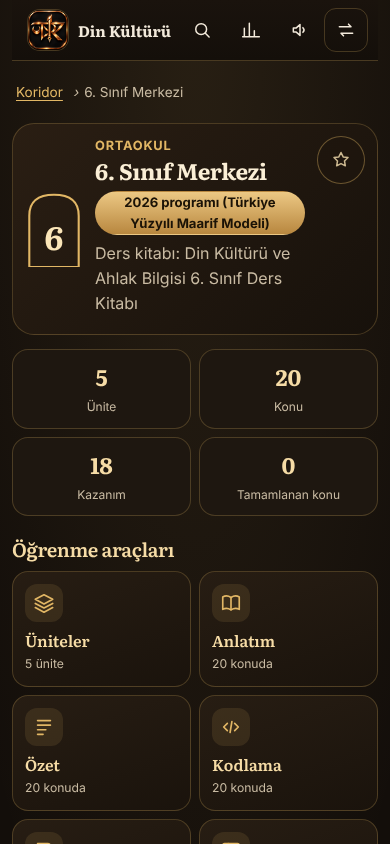 Din Kültürü
Koridor › 6. Sınıf Merkezi
ORTAOKUL
6. Sınıf Merkezi
2026 programı (Türkiye
Yüzyılı Maarif Modeli)
6
Ders kitabı: Din Kültürü ve
Ahlak Bilgisi 6. Sınıf Ders
Kitabı
5
Ünite
20
Konu
18
Kazanım
0
Tamamlanan konu
Öğrenme araçları
Üniteler
5 ünite
Anlatım
20 konuda
Özet
20 konuda
Kodlama
20 konuda